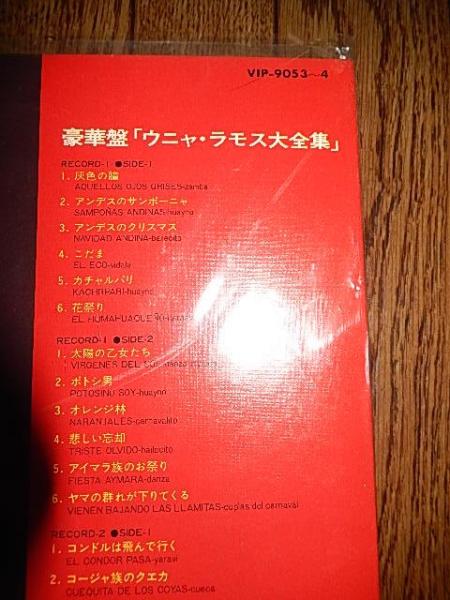 VIP-9053~4
豪華盤「ウニャ・ラモス大全集」
RECORD-1 ●SIDE-1
1. 灰色の瞳
AQUELLOS OJOS GRISES-zamba
2. アンデスのサンポーニャ
SAMPOÑAS ANDINAS-huayno
3. アンデスのクリスマス
NAVIDAD ANDINA-bailecito
4. こだま
EL ECO-vidala
5. カチャルパリ
KACHRPARI-huayno
6. 花祭り
EL HUMAHUAQUEÑO
RECORD-1 ●SIDE-2
1. 太陽の乙女たち
VIRGENES DEL SOL
2. ポトシ男
POTOSINO SOY-huayno
3. オレンジ林
NARANJALES-carnavalito
4. 悲しい忘却
TRISTE OLVIDO-bailecito
5. アイマラ族のお祭り
FIESTA AYMARA-danza
6. ヤマの群れが下りてくる
VIENEN BAJANDO LAS LLAMITAS-coplas del carnaval
RECORD-2 ●SIDE-1
1. コンドルは飛んで行く
EL CONDOR PASA-yaravi
2. コージャ族のクエカ
CUEQUITA DE LOS COYAS-cueca